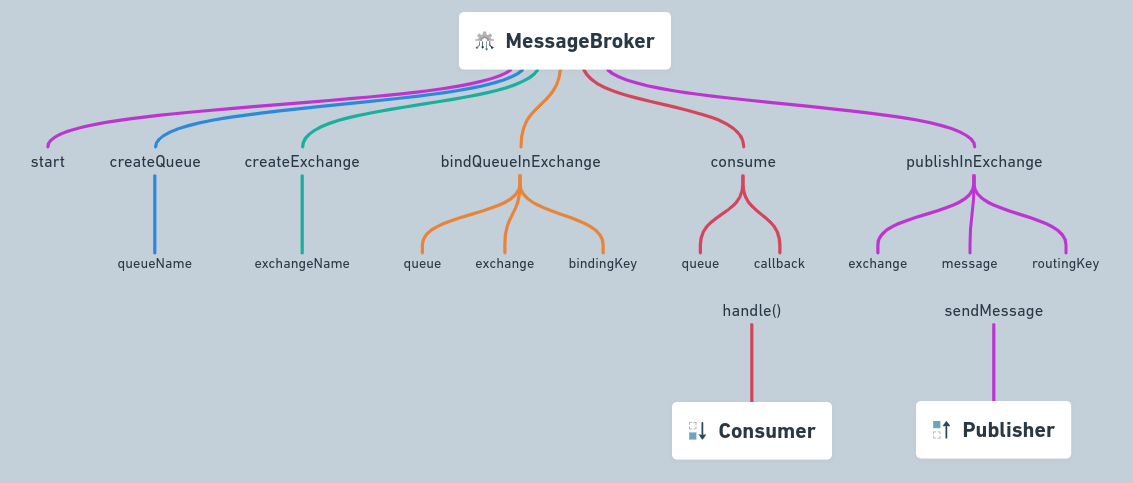 MessageBroker
start
createQueue
createExchange
bindQueueInExchange
consume
publishInExchange
queueName
exchangeName
queue
exchange
bindingKey
queue
callback
exchange
message
routingKey
handle()
sendMessage
Consumer
Publisher